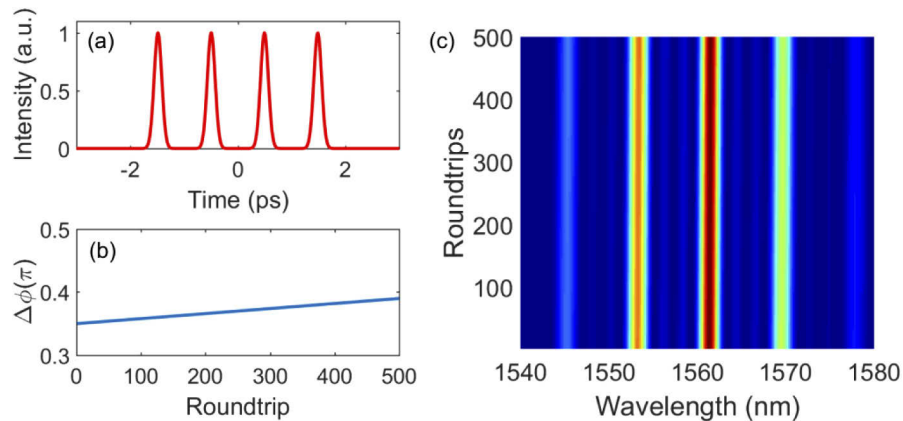 (a)
Intensity (a.u.)
1
0.5
0
-2
0
2
Time (ps)
(b)
Δϕ(π)
0.5
0.4
0.3
0
100
200
300
400
500
Roundtrip
(c)
Roundtrips
500
400
300
200
100
1540
1550
1560
1570
1580
Wavelength (nm)